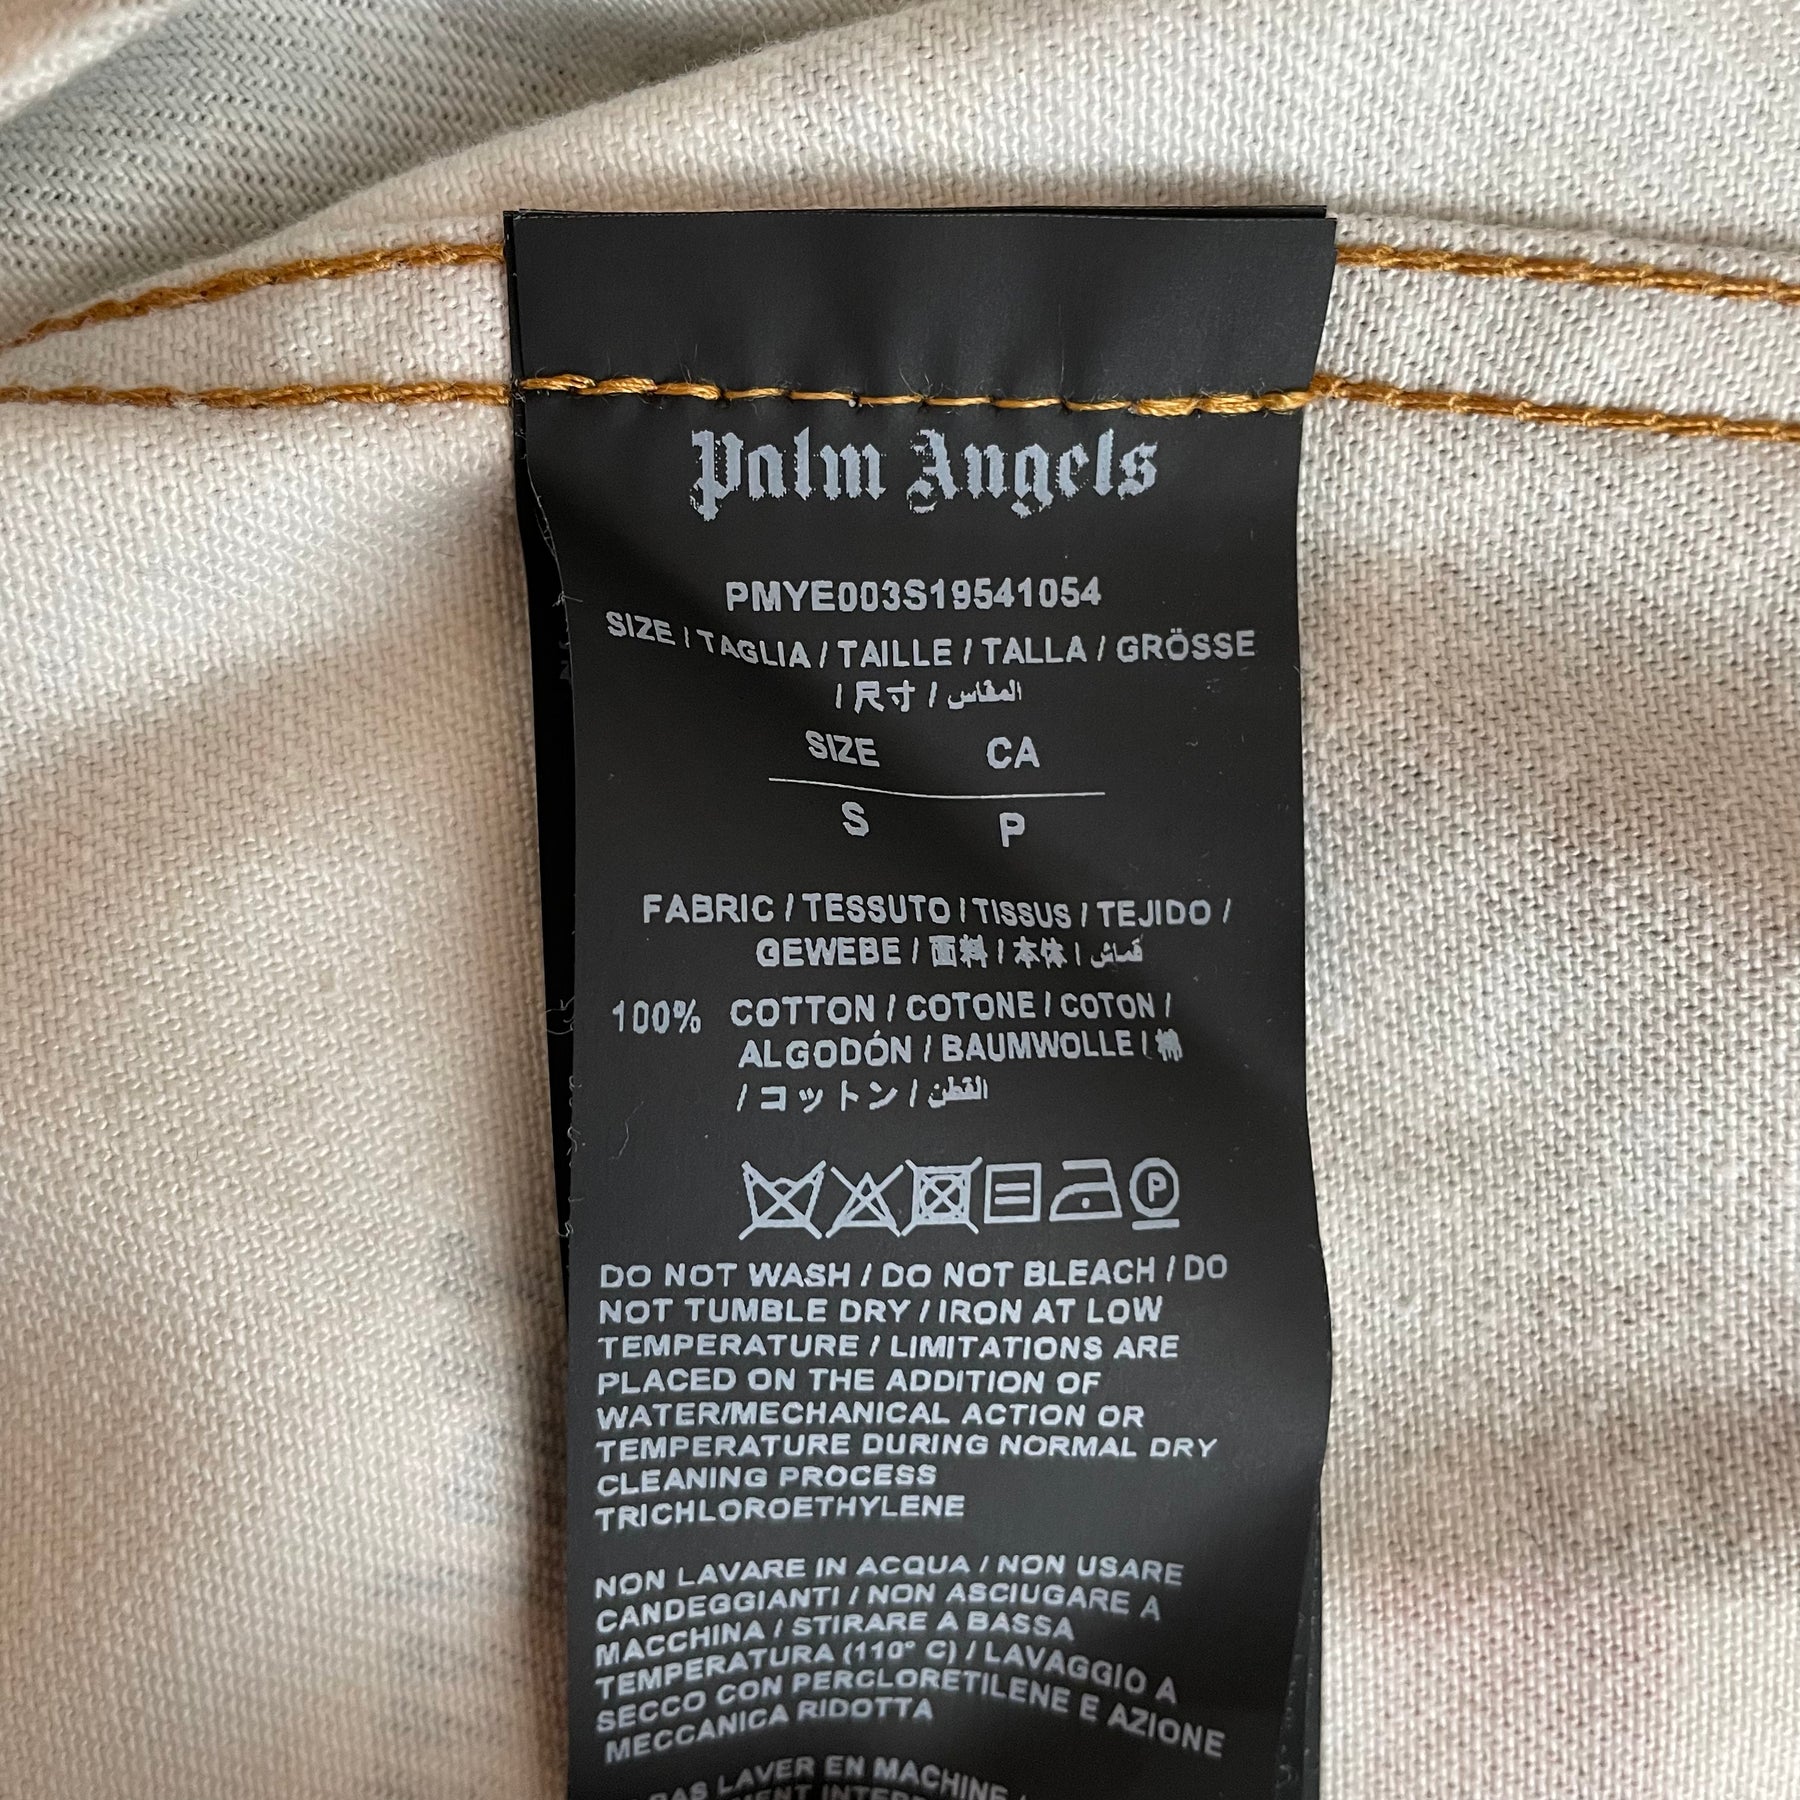 Palm Angels
PMYE003S19541054
SIZE / TAGLIA / TAILLE / TALLA / GRÖSSE
/ 尺寸 / المقاس
SIZE CA
S P
FABRIC / TESSUTO / TISSUS / TEJIDO /
GEWEBE / 面料 / 本体 / قماش
100% COTTON / COTONE / COTON /
ALGODÓN / BAUMWOLLE / 棉
/ コットン / القطن
P
DO NOT WASH / DO NOT BLEACH / DO
NOT TUMBLE DRY / IRON AT LOW
TEMPERATURE / LIMITATIONS ARE
PLACED ON THE ADDITION OF
WATER/MECHANICAL ACTION OR
TEMPERATURE DURING NORMAL DRY
CLEANING PROCESS
TRICHLOROETHYLENE
NON LAVARE IN ACQUA / NON USARE
CANDEGGIANTI / NON ASCIUGARE A
MACCHINA / STIRARE A BASSA
TEMPERATURA (110° C) / LAVAGGIO A
SECCO CON PERCLORETILENE E AZIONE
MECCANICA RIDOTTA
PAS LAVER EN MACHINE